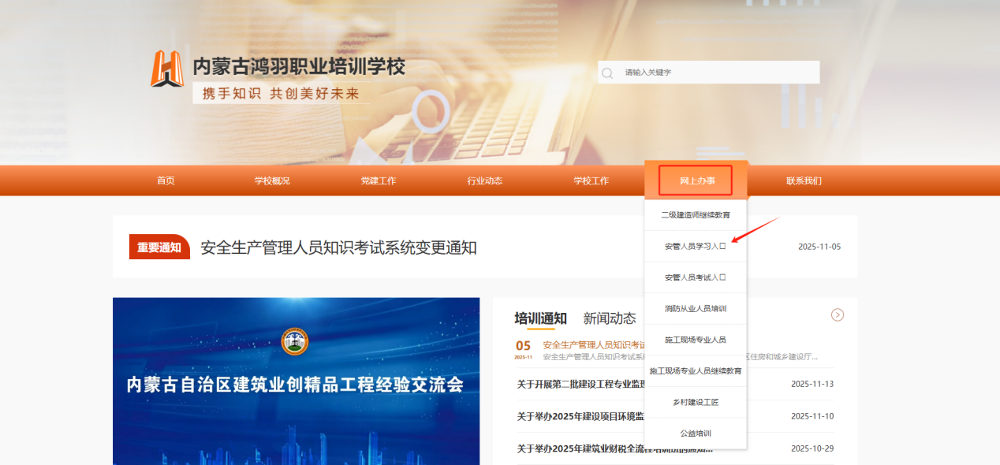 内蒙古鸿羽职业培训学校
携手知识 共创美好未来
请输入关键字
首页
学校概况
党建工作
行业动态
学校工作
网上办事
联系我们
二级建造师继续教育
安管人员学习入口
安管人员考试入口
消防从业人员培训
施工现场专业人员
施工现场专业人员继续教育
乡村建设工匠
公益培训
重要通知
安全生产管理人员知识考试系统变更通知
2025-11-05
内蒙古自治区建筑业创精品工程经验交流会
培训通知
新闻动态
05
2025-11
安全生产管理人员知识考试
安全生产管理人员知识考试系
区住房和城乡建设厅...
关于开展第二批建设工程专业监理
2025-11-13
关于举办2025年建设项目环境监
2025-11-10
关于举办2025年建筑业财税全流程培训班的通知...
2025-10-29